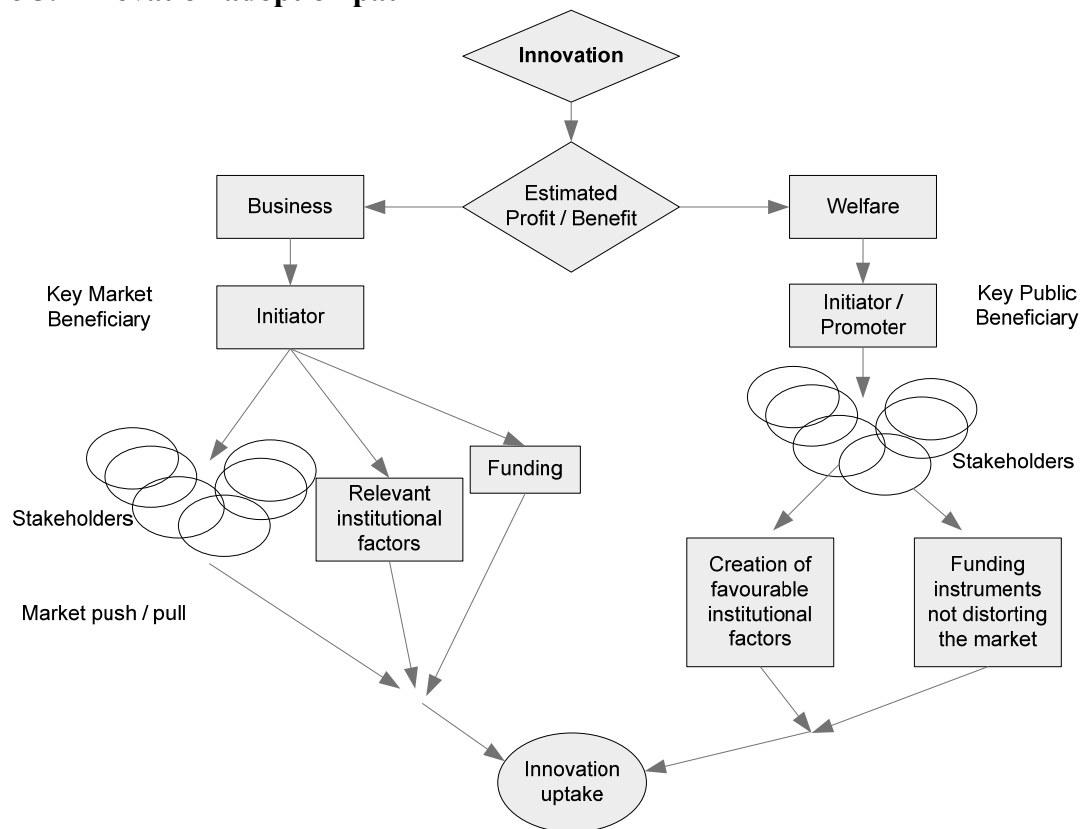 Innovation
Estimated
Profit / Benefit
Business
Welfare
Key Market
Beneficiary
Initiator
Initiator /
Promoter
Key Public
Beneficiary
Stakeholders
Relevant
institutional
factors
Funding
Stakeholders
Market push / pull
Creation of
favourable
institutional
factors
Funding
instruments
not distorting
the market
Innovation
uptake